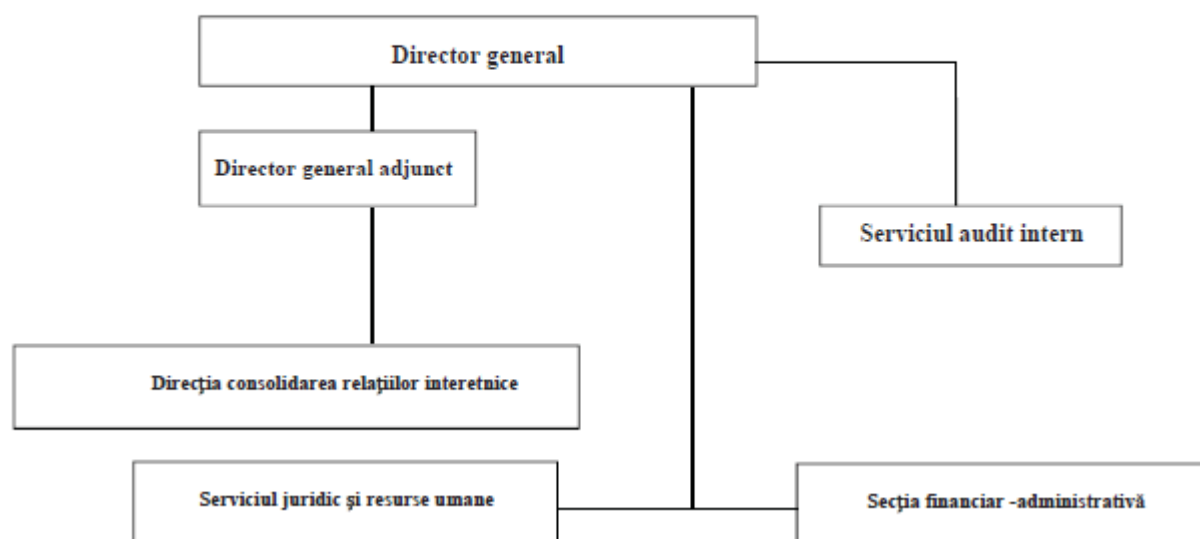 Director general
Director general adjunct
Serviciul audit intern
Direcţia consolidarea relaţiilor interetnice
Serviciul juridic şi resurse umane
Secţia financiar -administrativă